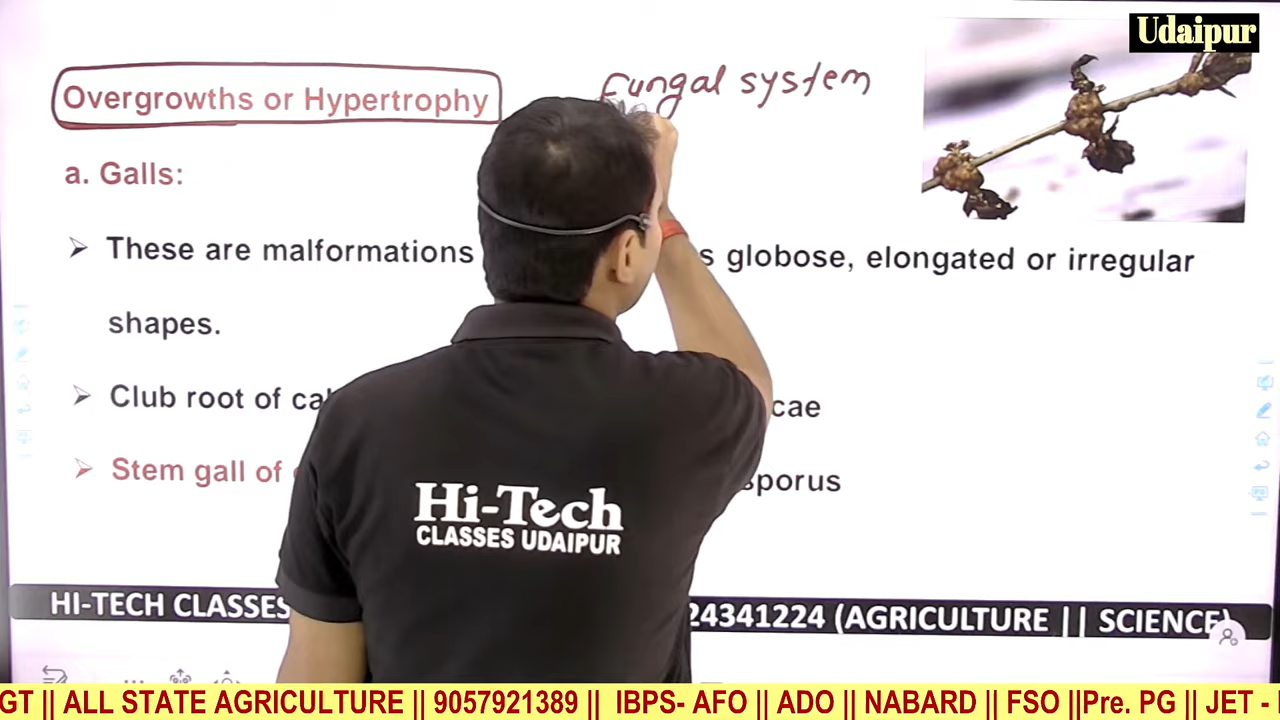 Udaipur
Overgrowths or Hypertrophy
Fungal system
a. Galls:
➢ These are malformations s globose, elongated or irregular
shapes.
➢ Club root of ca cae
➢ Stem gall of sporus
Hi-Tech
CLASSES UDAIPUR
HI-TECH CLASSES 24341224 (AGRICULTURE || SCIENCE)
GT || ALL STATE AGRICULTURE || 9057921389 || IBPS- AFO || ADO || NABARD || FSO ||Pre. PG || JET -